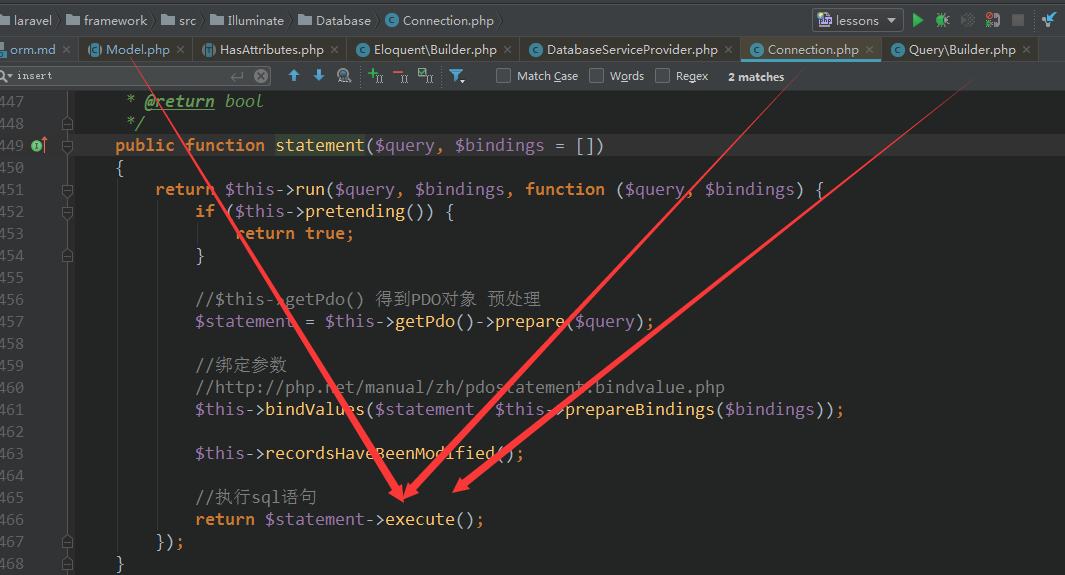 laravel framework src Illuminate Database Connection.php lessons
orm.md Model.php HasAttributes.php Eloquent\Builder.php DatabaseServiceProvider.php Connection.php Query\Builder.php
insert Match Case Words Regex 2 matches
447 * @return bool
448 */
449 public function statement($query, $bindings = [])
450 {
451 return $this->run($query, $bindings, function ($query, $bindings) {
452 if ($this->pretending()) {
453 return true;
454 }
455
456 //$this->getPdo() 得到PDO对象 预处理
457 $statement = $this->getPdo()->prepare($query);
458
459 //绑定参数
460 //http://php.net/manual/zh/pdostatement.bindvalue.php
461 $this->bindValues($statement, $this->prepareBindings($bindings));
462
463 $this->recordsHaveBeenModified();
464
465 //执行sql语句
466 return $statement->execute();
467 });
468 }